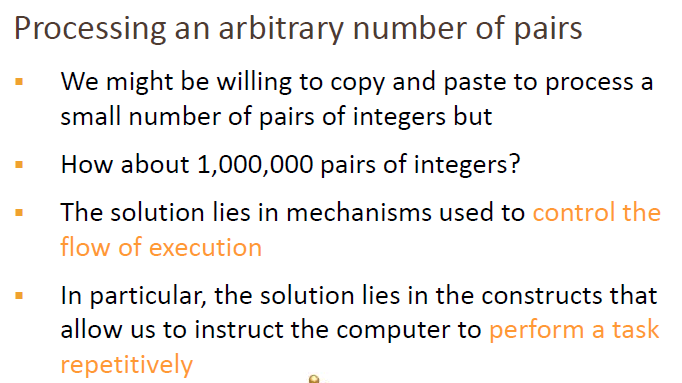 Processing an arbitrary number of pairs
▪ We might be willing to copy and paste to process a
small number of pairs of integers but
▪ How about 1,000,000 pairs of integers?
▪ The solution lies in mechanisms used to control the
flow of execution
▪ In particular, the solution lies in the constructs that
allow us to instruct the computer to perform a task
repetitively